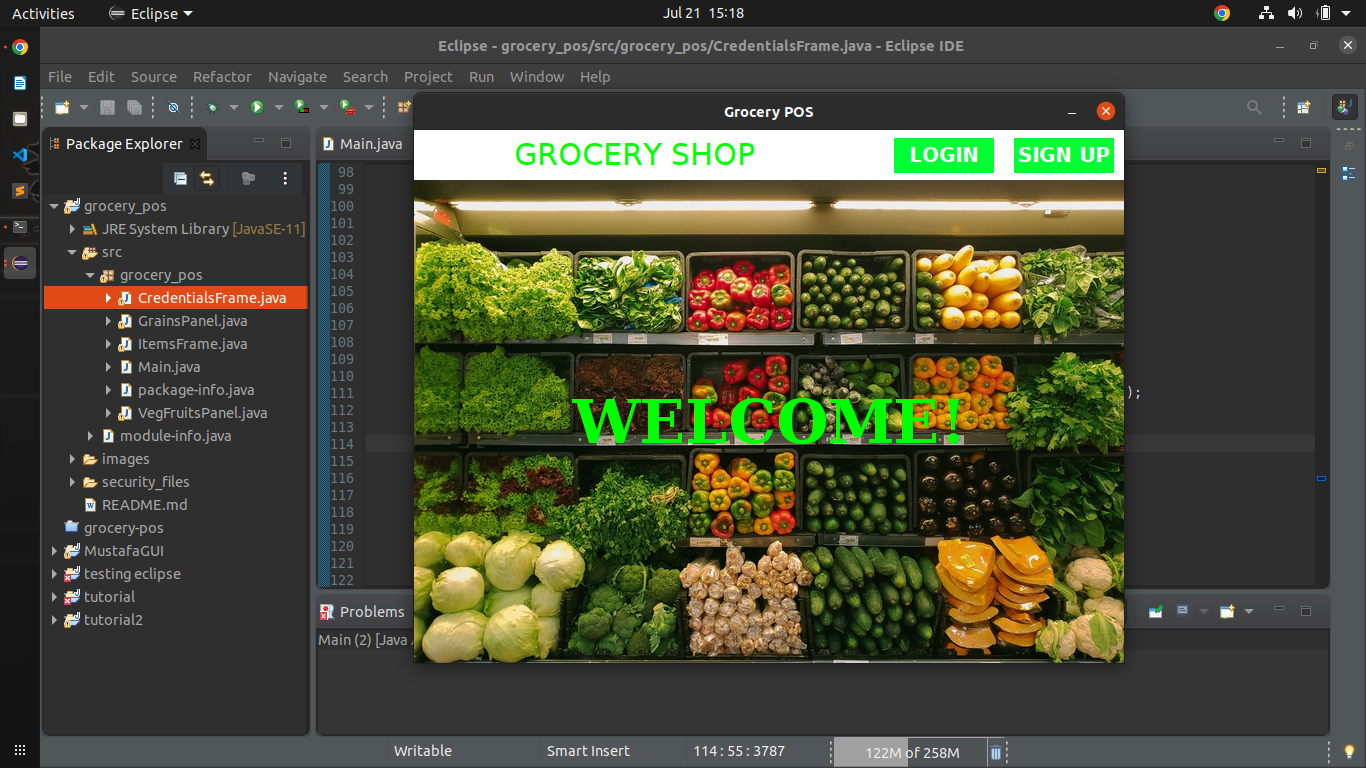 Activities Eclipse Jul 21 15:18
Eclipse - grocery_pos/src/grocery_pos/CredentialsFrame.java - Eclipse IDE
File Edit Source Refactor Navigate Search Project Run Window Help
Grocery POS
GROCERY SHOP LOGIN SIGN UP
WELCOME!
Package Explorer
grocery_pos
JRE System Library [JavaSE-11]
src
grocery_pos
CredentialsFrame.java
GrainsPanel.java
ItemsFrame.java
Main.java
package-info.java
VegFruitsPanel.java
module-info.java
images
security_files
README.md
grocery-pos
MustafaGUI
testing eclipse
tutorial
tutorial2
Main.java
98
99
100
101
102
103
104
105
106
107
108
109
110
111 );
112
113
114
115
116
117
118
119
120
121
122
Problems
Main (2) [Java
Writable Smart Insert 114 : 55 : 3787 122M of 258M